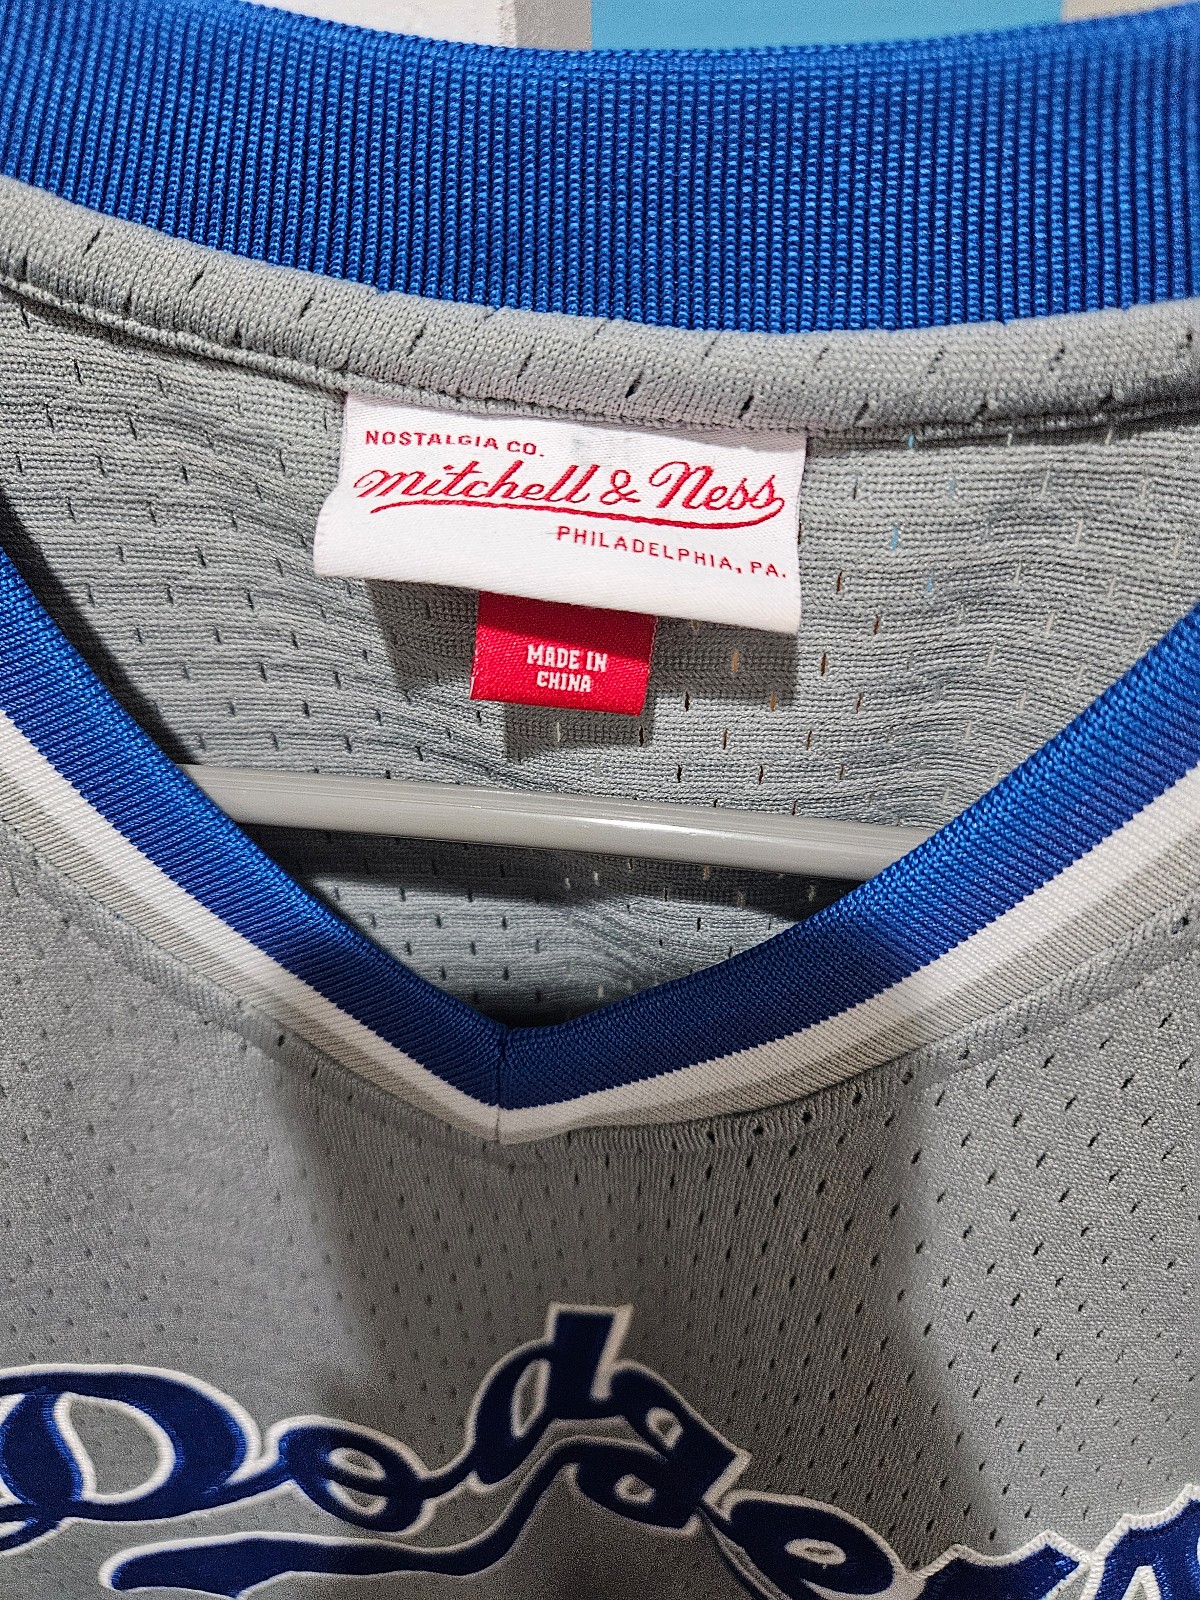 NOSTALGIA CO.
Mitchell & Ness
PHILADELPHIA, PA.
MADE IN
CHINA
Dodgers